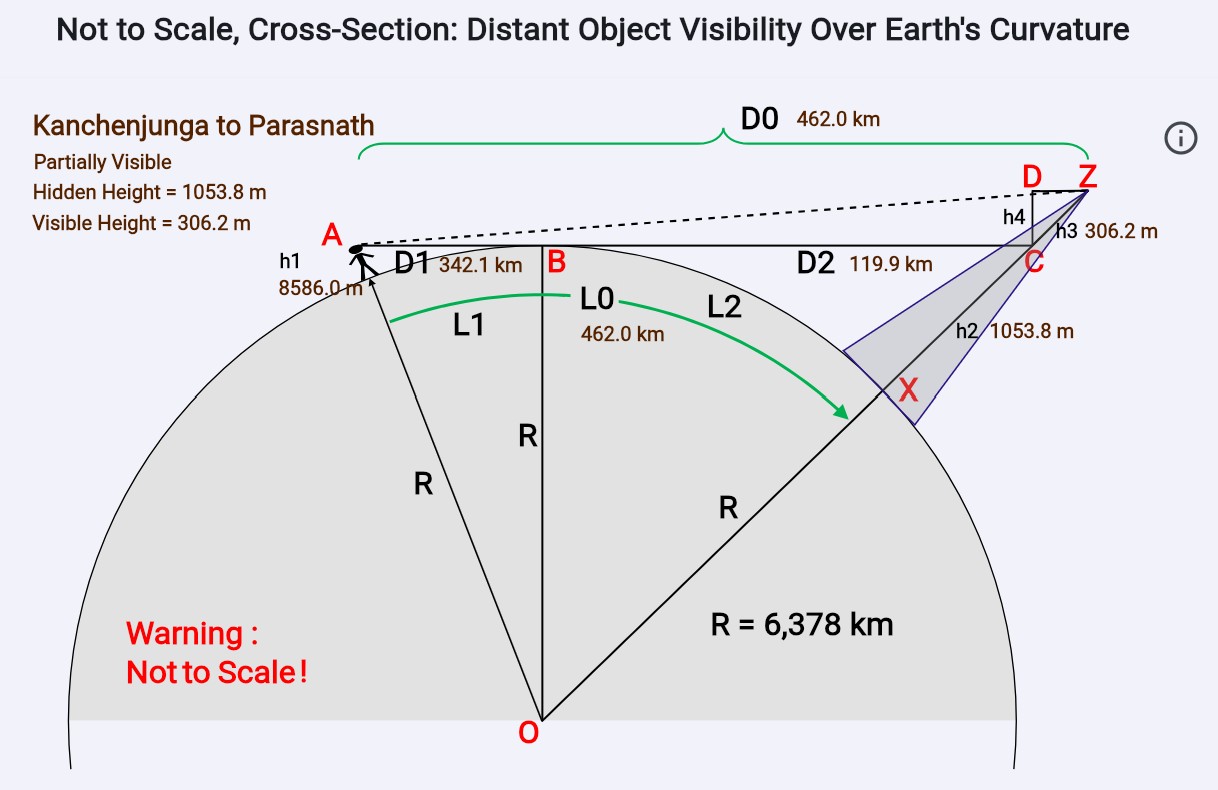 Not to Scale, Cross-Section: Distant Object Visibility Over Earth's Curvature
Kanchenjunga to Parasnath
Partially Visible
Hidden Height = 1053.8 m
Visible Height = 306.2 m
D0 462.0 km
D Z
h4
h3 306.2 m
A
h1
8586.0 m
D1 342.1 km
B
D2 119.9 km
C
L1
L0
462.0 km
L2
h2 1053.8 m
X
R
R
R
R = 6,378 km
Warning :
Not to Scale!
O